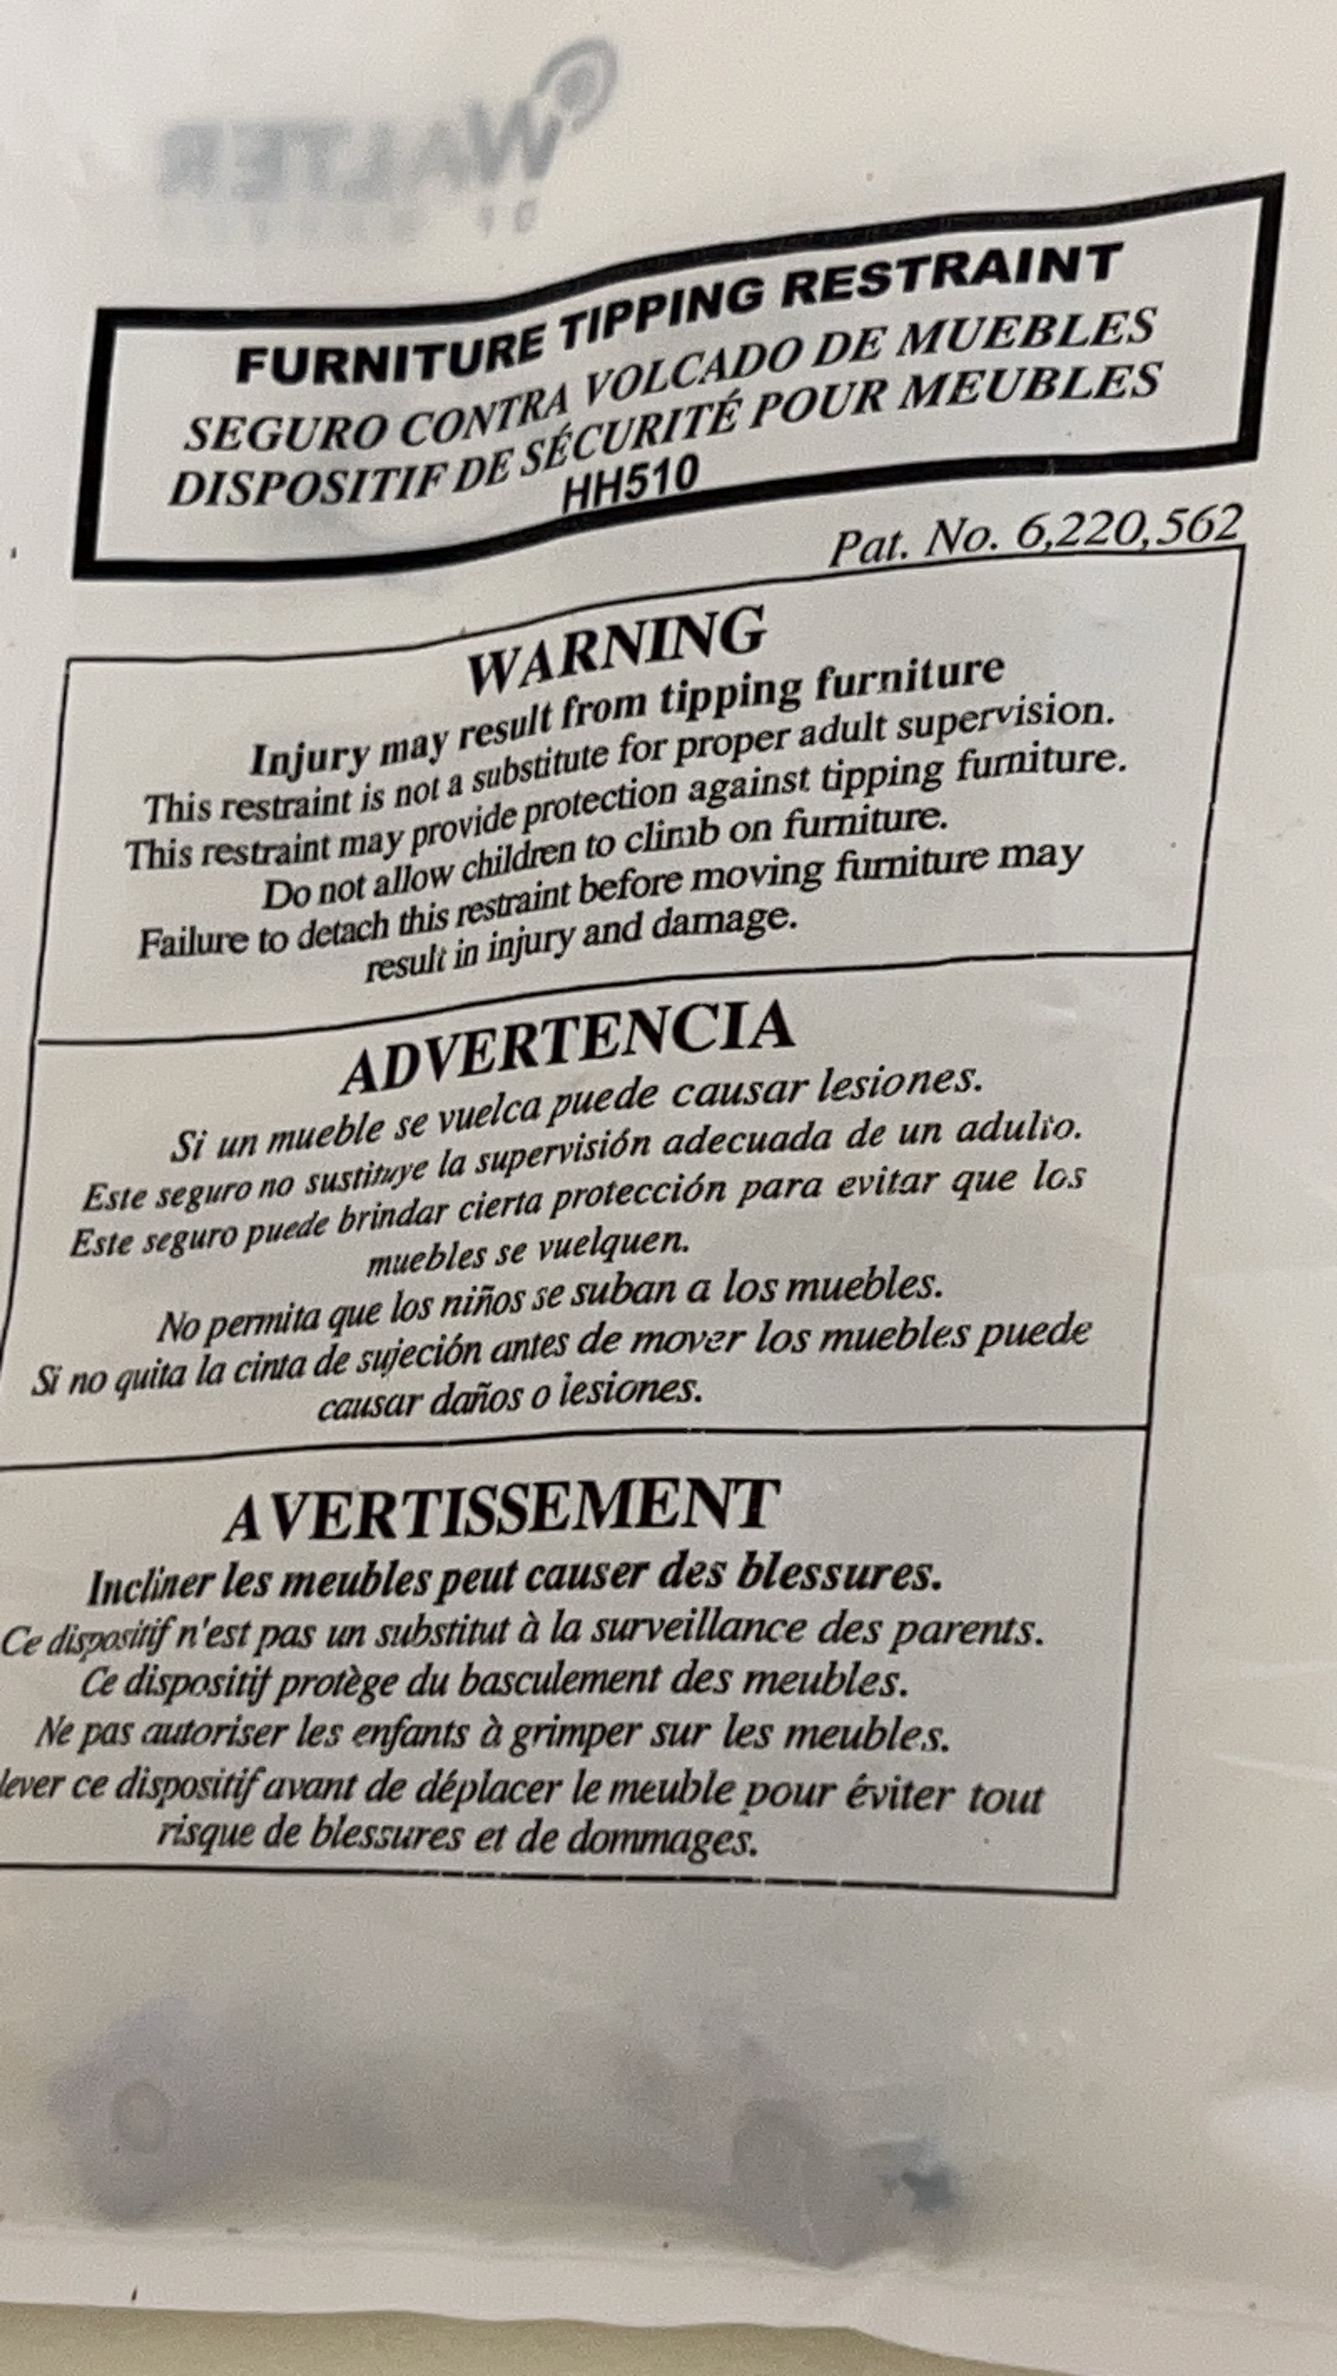 WALTER
FURNITURE TIPPING RESTRAINT
SEGURO CONTRA VOLCADO DE MUEBLES
DISPOSITIF DE SÉCURITÉ POUR MEUBLES
HH510
Pat. No. 6,220,562
WARNING
Injury may result from tipping furniture
This restraint is not a substitute for proper adult supervision.
This restraint may provide protection against tipping furniture.
Do not allow children to climb on furniture.
Failure to detach this restraint before moving furniture may
result in injury and damage.
ADVERTENCIA
Si un mueble se vuelca puede causar lesiones.
Este seguro no sustituye la supervisión adecuada de un adulto.
Este seguro puede brindar cierta protección para evitar que los
muebles se vuelquen.
No permita que los niños se suban a los muebles.
Si no quita la cinta de sujeción antes de mover los muebles puede
causar daños o lesiones.
AVERTISSEMENT
Incliner les meubles peut causer des blessures.
Ce dispositif n'est pas un substitut à la surveillance des parents.
Ce dispositif protège du basculement des meubles.
Ne pas autoriser les enfants à grimper sur les meubles.
lever ce dispositif avant de déplacer le meuble pour éviter tout
risque de blessures et de dommages.